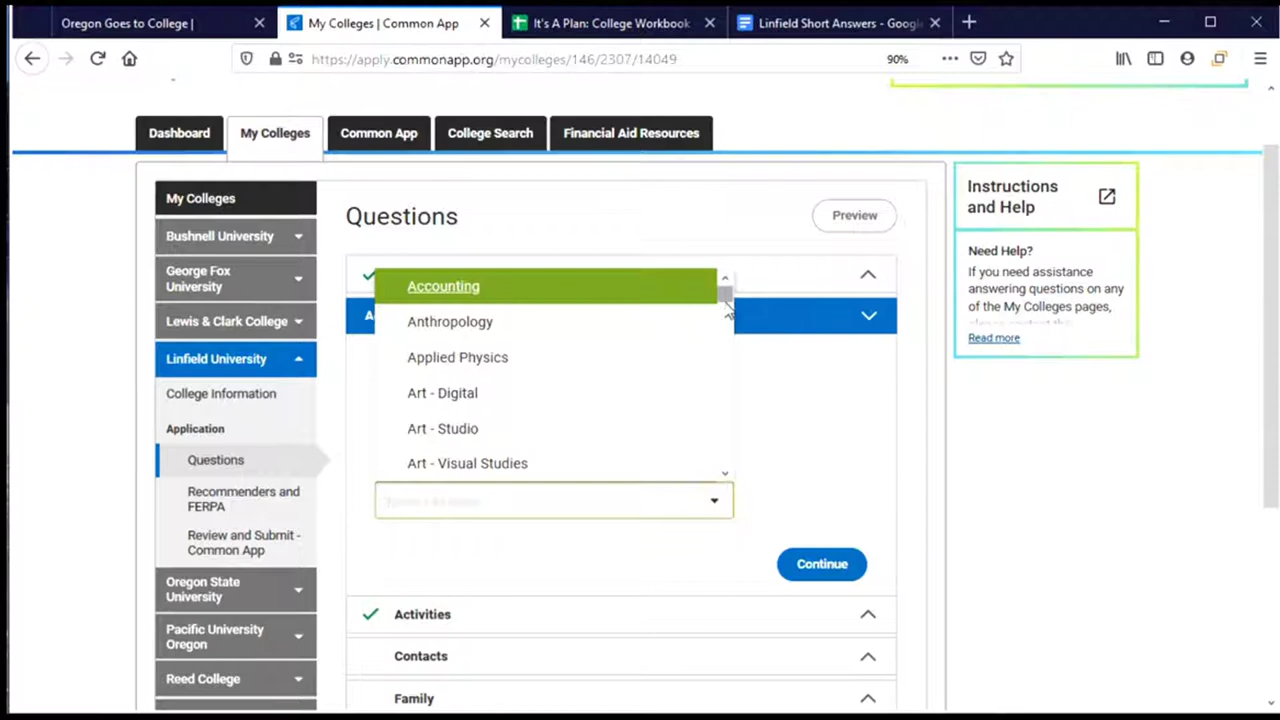 Oregon Goes to College |
My Colleges | Common App
It's A Plan: College Workbook
Linfield Short Answers - Google
https://apply.commonapp.org/mycolleges/146/2307/14049
90%
Dashboard
My Colleges
Common App
College Search
Financial Aid Resources
My Colleges
Bushnell University
George Fox
University
Lewis & Clark College
Linfield University
College Information
Application
Questions
Recommenders and
FERPA
Review and Submit -
Common App
Oregon State
University
Pacific University
Oregon
Reed College
Questions
Preview
A
Accounting
Anthropology
Applied Physics
Art - Digital
Art - Studio
Art - Visual Studies
Continue
Activities
Contacts
Family
Instructions
and Help
Need Help?
If you need assistance
answering questions on any
of the My Colleges pages,
please contact the
Read more